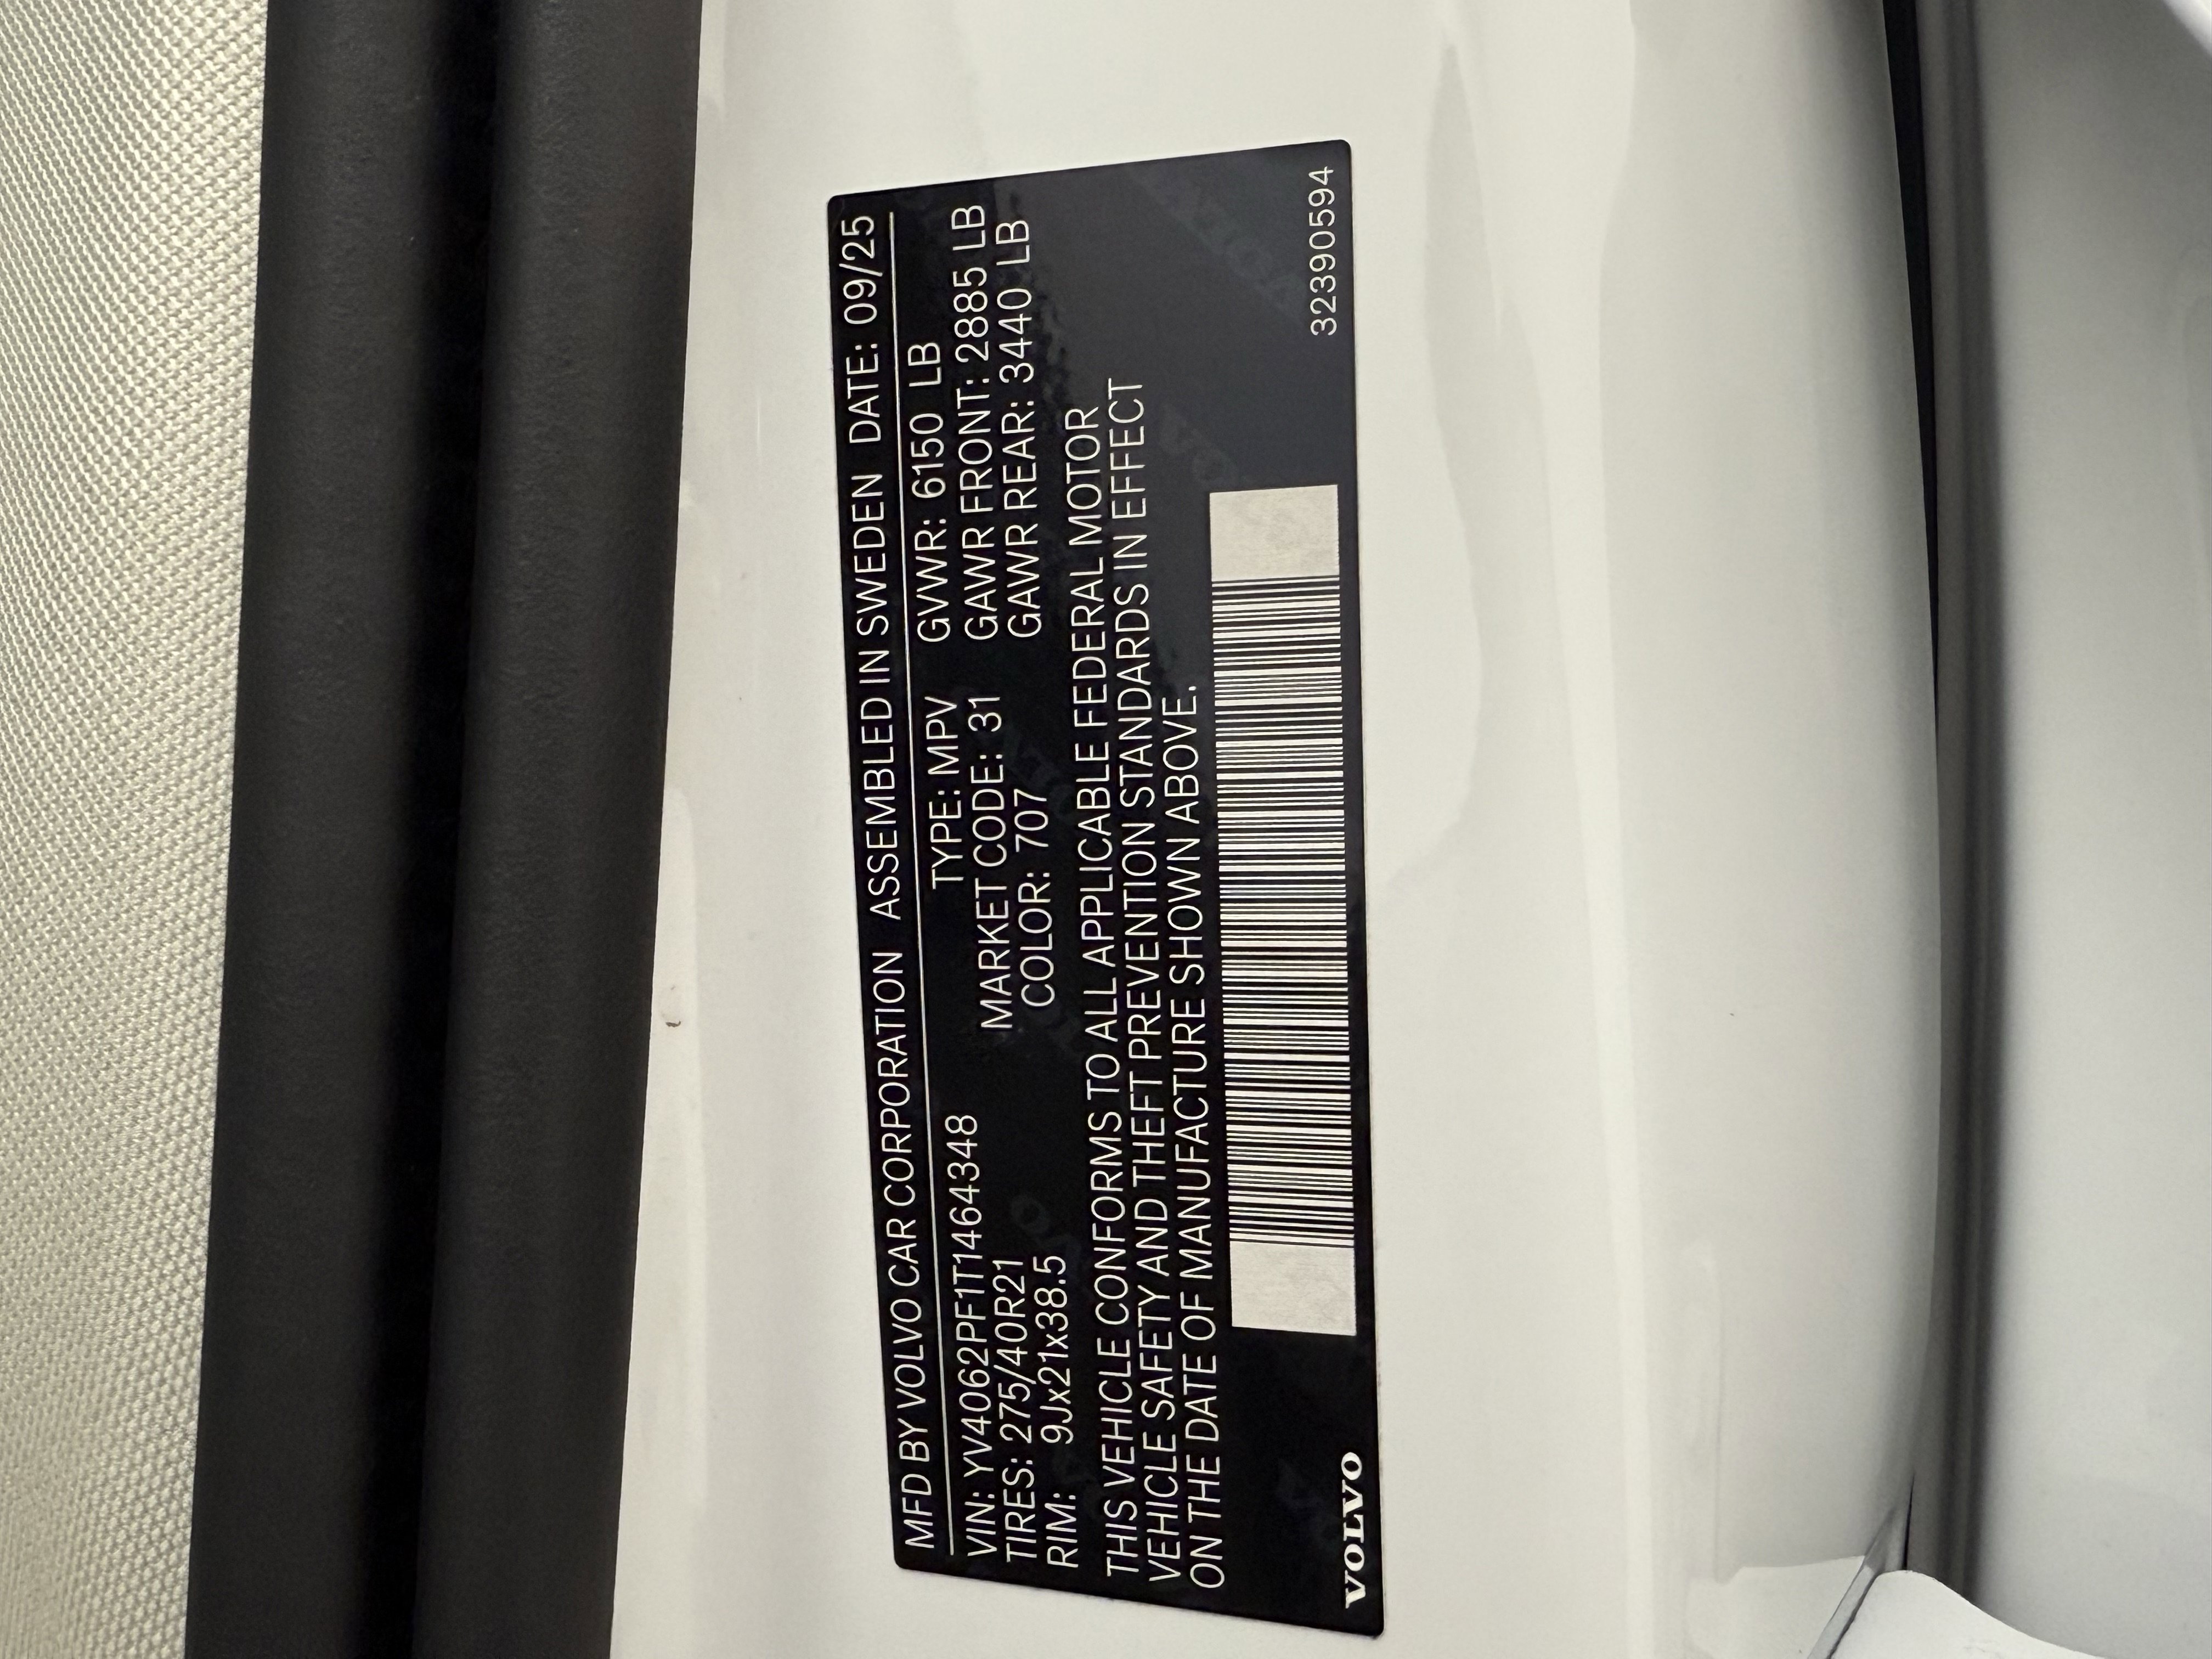 MFD BY VOLVO CAR CORPORATION ASSEMBLED IN SWEDEN DATE: 09/25
VIN: YV4062PF1T1464348 TYPE: MPV GVWR: 6150 LB
TIRES: 275/40R21 MARKET CODE: 31 GAWR FRONT: 2885 LB
RIM: 9Jx21x38.5 COLOR: 707 GAWR REAR: 3440 LB
THIS VEHICLE CONFORMS TO ALL APPLICABLE FEDERAL MOTOR
VEHICLE SAFETY AND THEFT PREVENTION STANDARDS IN EFFECT
ON THE DATE OF MANUFACTURE SHOWN ABOVE.
VOLVO 32390594